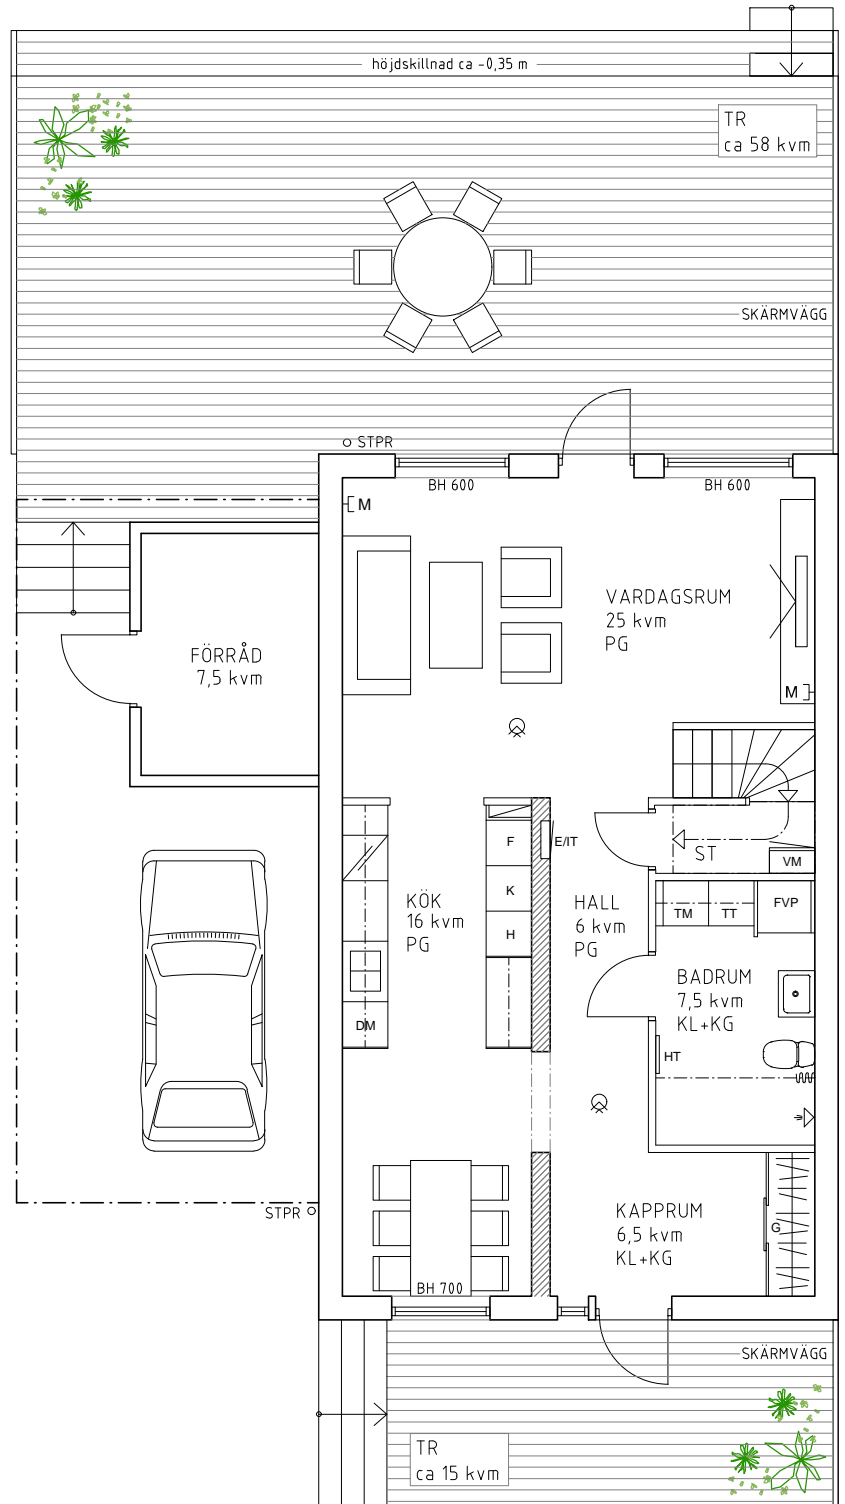 höjdskillnad ca -0,35 m
TR
ca 58 kvm
SKÄRMVÄGG
STPR
BH 600
BH 600
M
VARDAGSRUM
25 kvm
PG
FÖRRÅD
7,5 kvm
M
F
E/IT
ST
VM
K
KÖK
16 kvm
PG
HALL
6 kvm
PG
TM
TT
FVP
H
BADRUM
7,5 kvm
KL+KG
DM
HT
STPR
KAPPRUM
6,5 kvm
KL+KG
G
BH 700
SKÄRMVÄGG
TR
ca 15 kvm